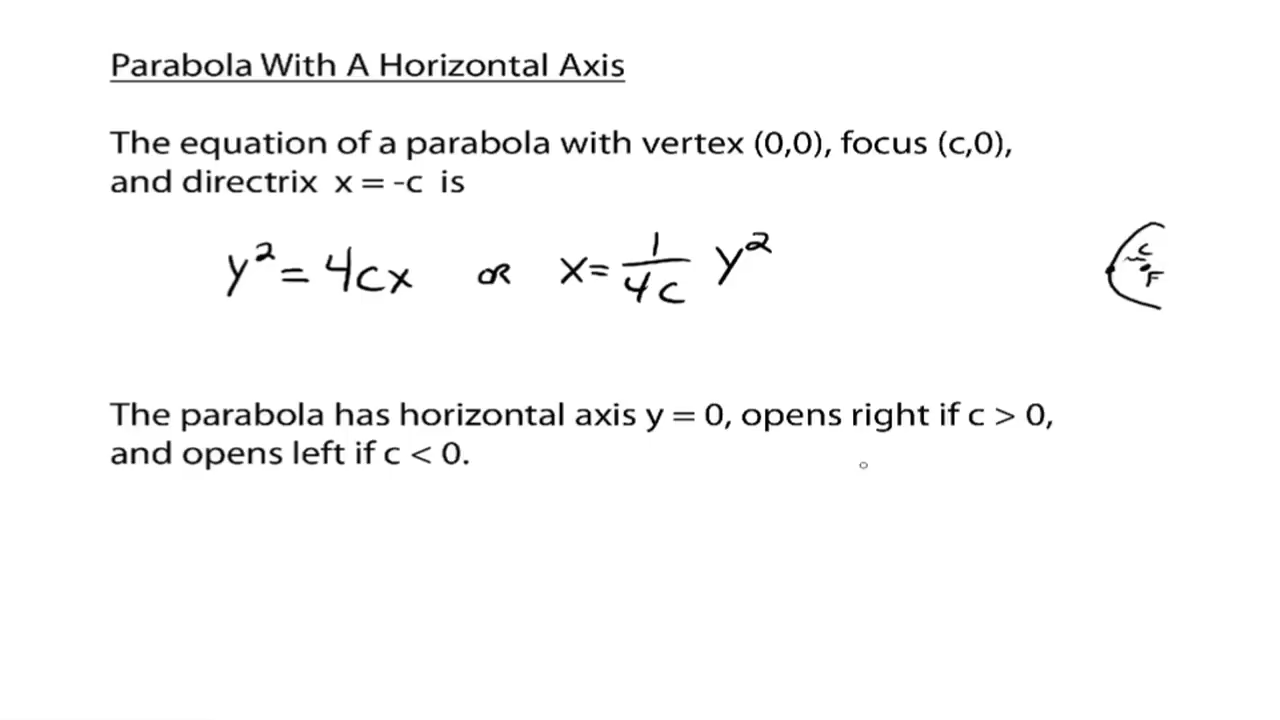 Parabola With A Horizontal Axis
The equation of a parabola with vertex (0,0), focus (c,0),
and directrix x = -c is
y² = 4cx or x = 1/4c y²
c
F
The parabola has horizontal axis y = 0, opens right if c > 0,
and opens left if c < 0.